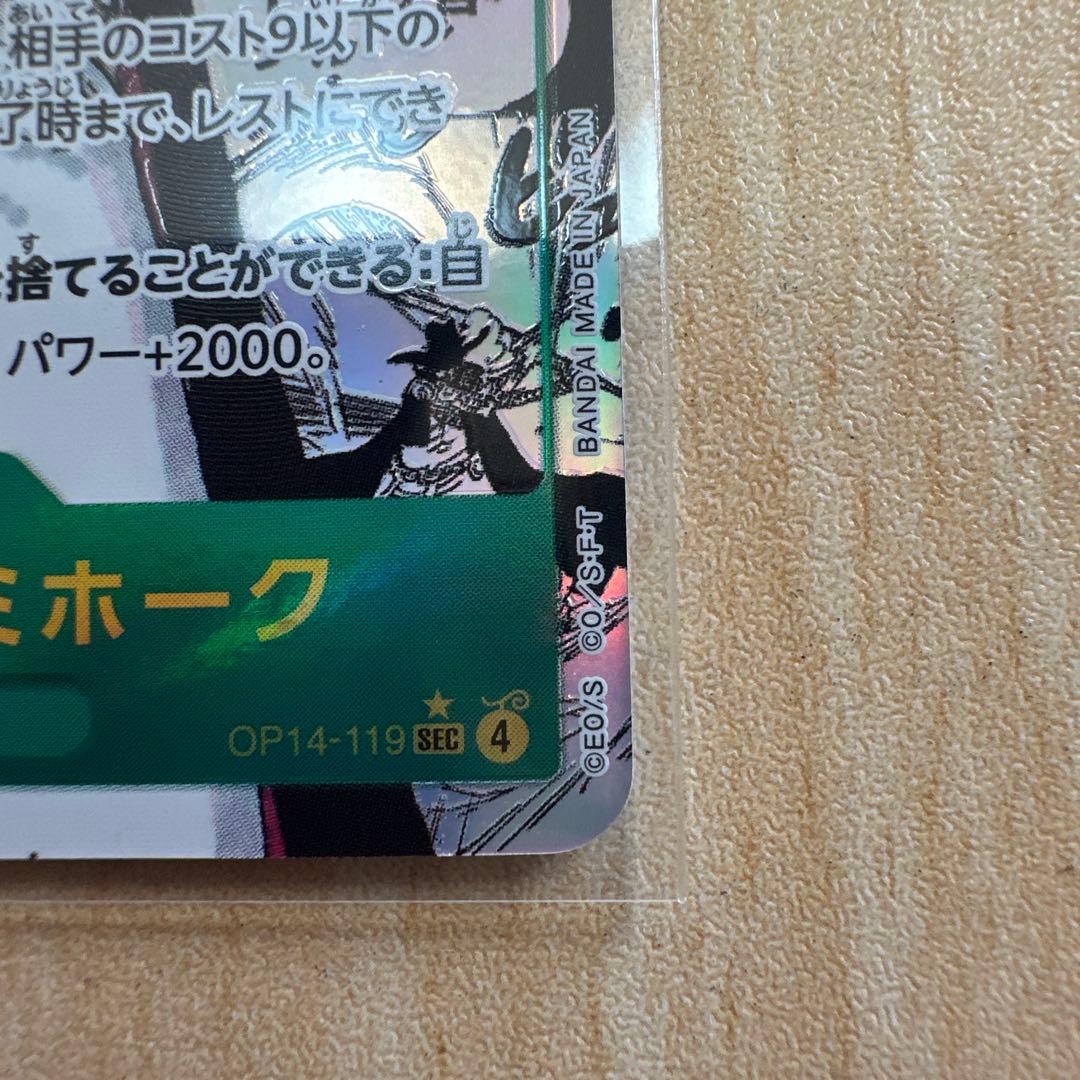 相手のコスト9以下の
了時まで、レストにでき
捨てることができる:自
パワー+2000。
ミホーク
OP14-119 SEC 4
BANDAI MADE IN JAPAN
©EO/S ©O/S・F・T